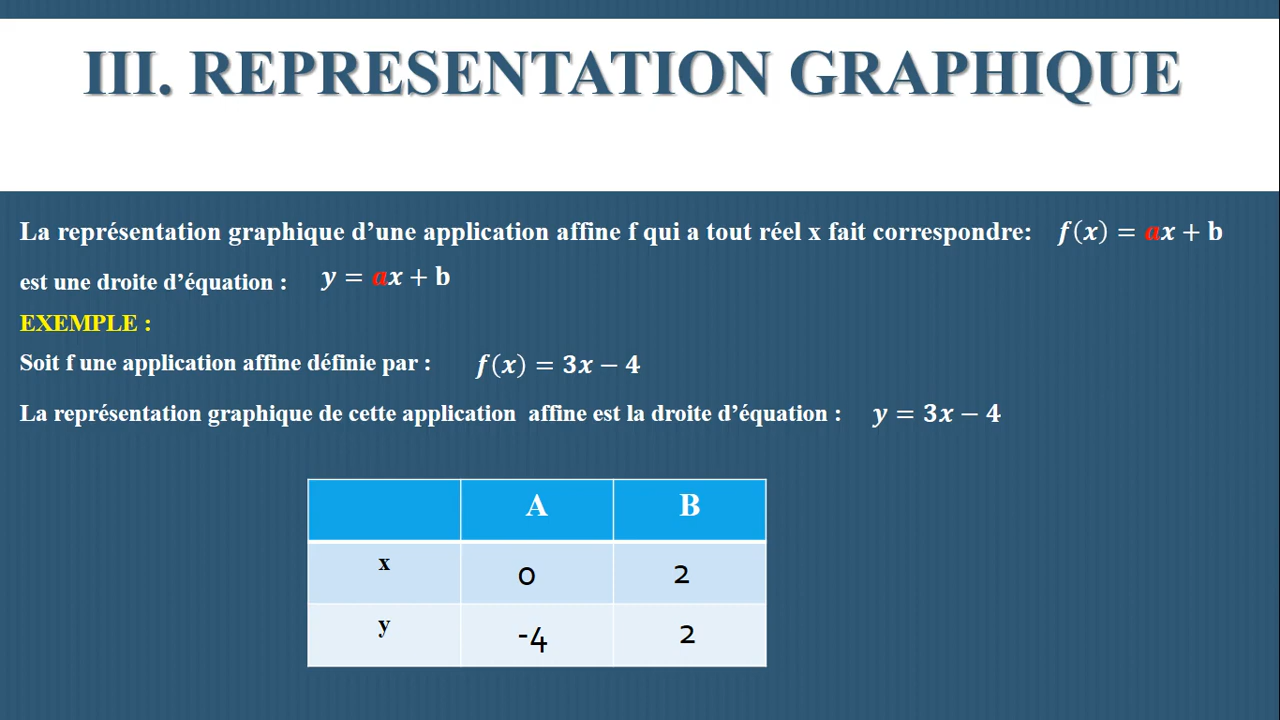 III. REPRESENTATION GRAPHIQUE
La représentation graphique d’une application affine f qui a tout réel x fait correspondre: f(x) = ax + b
est une droite d’équation : y = ax + b
EXEMPLE :
Soit f une application affine définie par : f(x) = 3x − 4
La représentation graphique de cette application affine est la droite d’équation : y = 3x − 4
A B
x 0 2
y -4 2